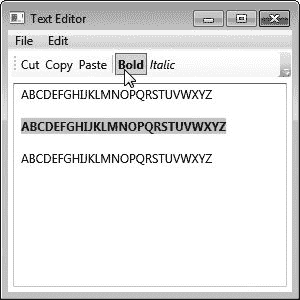 Text Editor
File Edit
Cut Copy Paste Bold Italic
ABCDEFGHIJKLMNOPQRSTUVWXYZ
ABCDEFGHIJKLMNOPQRSTUVWXYZ
ABCDEFGHIJKLMNOPQRSTUVWXYZ